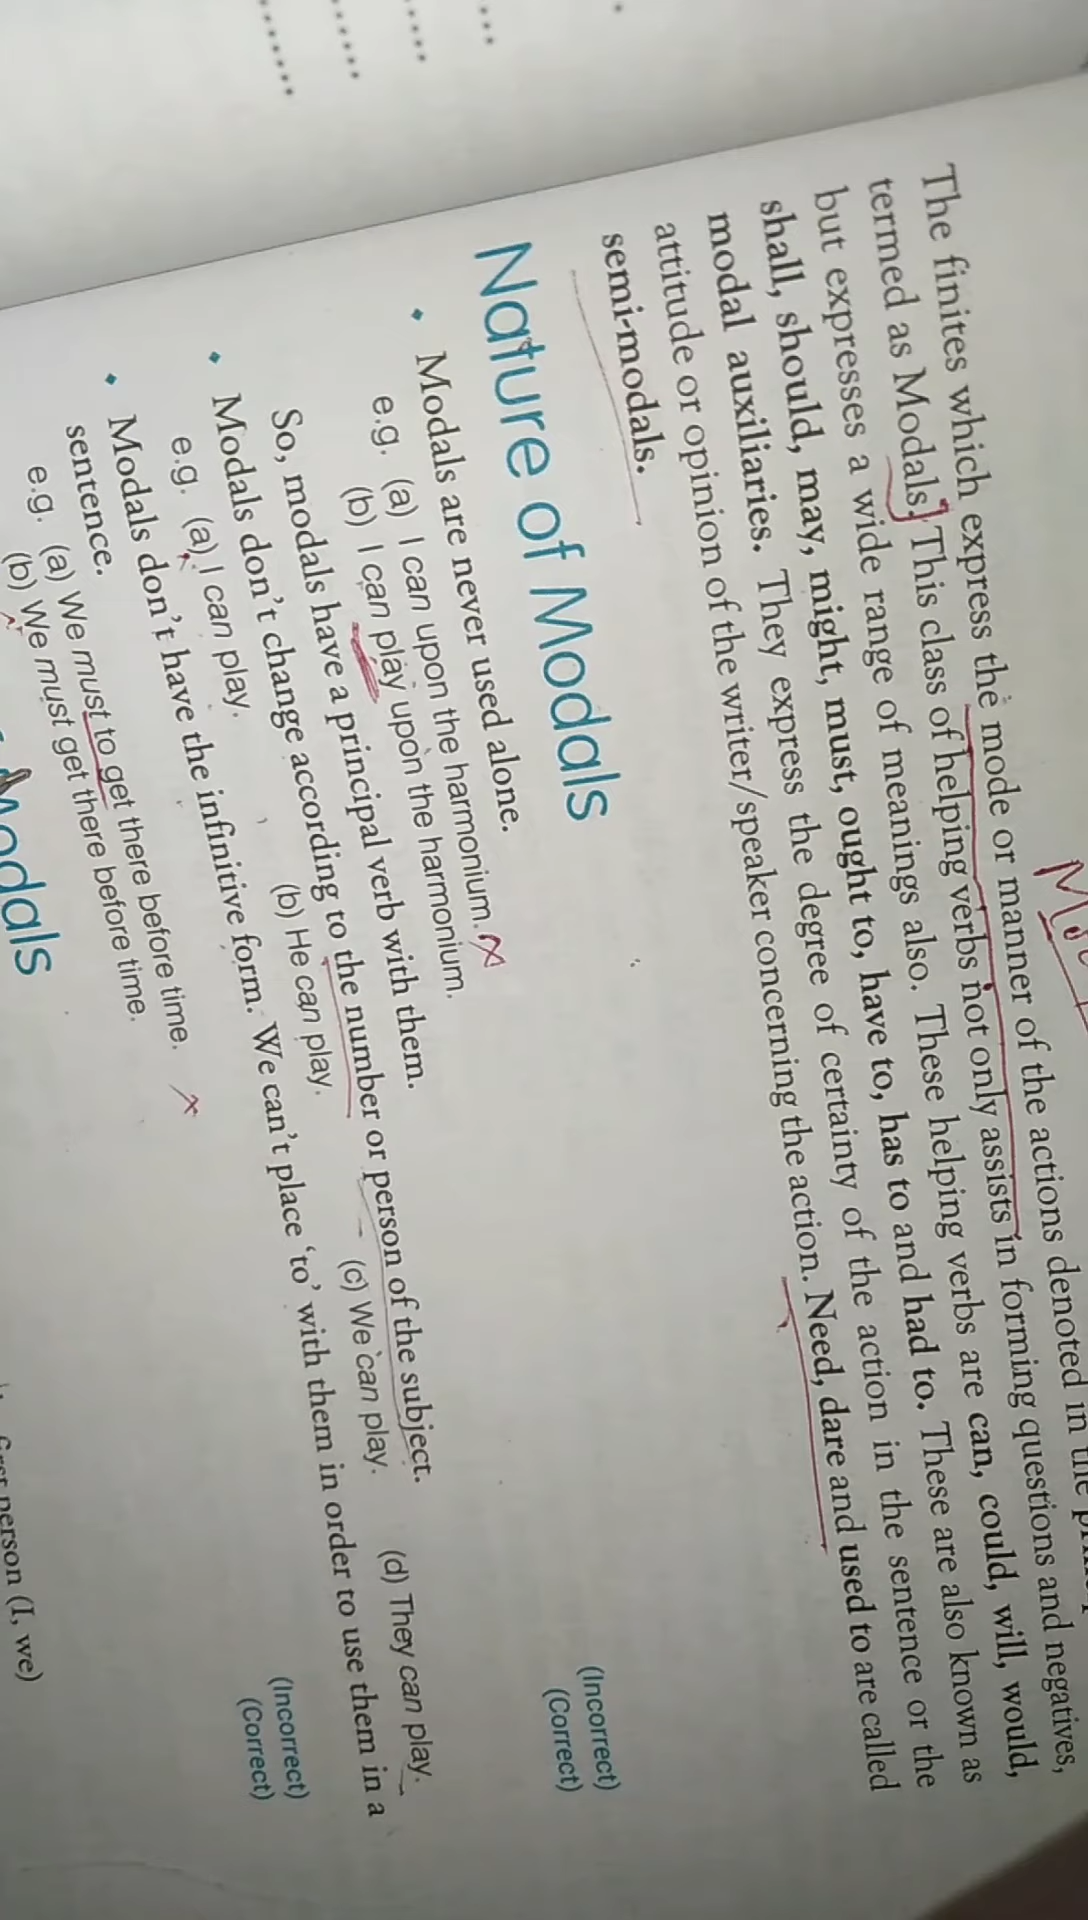 The finites which express the mode or manner of the actions denoted in the
termed as Modals. This class of helping verbs not only assists in forming questions and negatives,
but expresses a wide range of meanings also. These helping verbs are can, could, will, would,
shall, should, may, might, must, ought to, have to, has to and had to. These are also known as
modal auxiliaries. They express the degree of certainty of the action in the sentence or the
attitude or opinion of the writer/speaker concerning the action. Need, dare and used to are called
semi-modals.
Nature of Modals
• Modals are never used alone.
e.g. (a) I can upon the harmonium. (Incorrect)
(b) I can play upon the harmonium. (Correct)
So, modals have a principal verb with them.
• Modals don't change according to the number or person of the subject.
e.g. (a) I can play. (b) He can play. (c) We can play. (d) They can play.
• Modals don't have the infinitive form. We can't place 'to' with them in order to use them in a
sentence.
e.g. (a) We must to get there before time. (Incorrect)
(b) We must get there before time. (Correct)
Modals
first person (I, we)